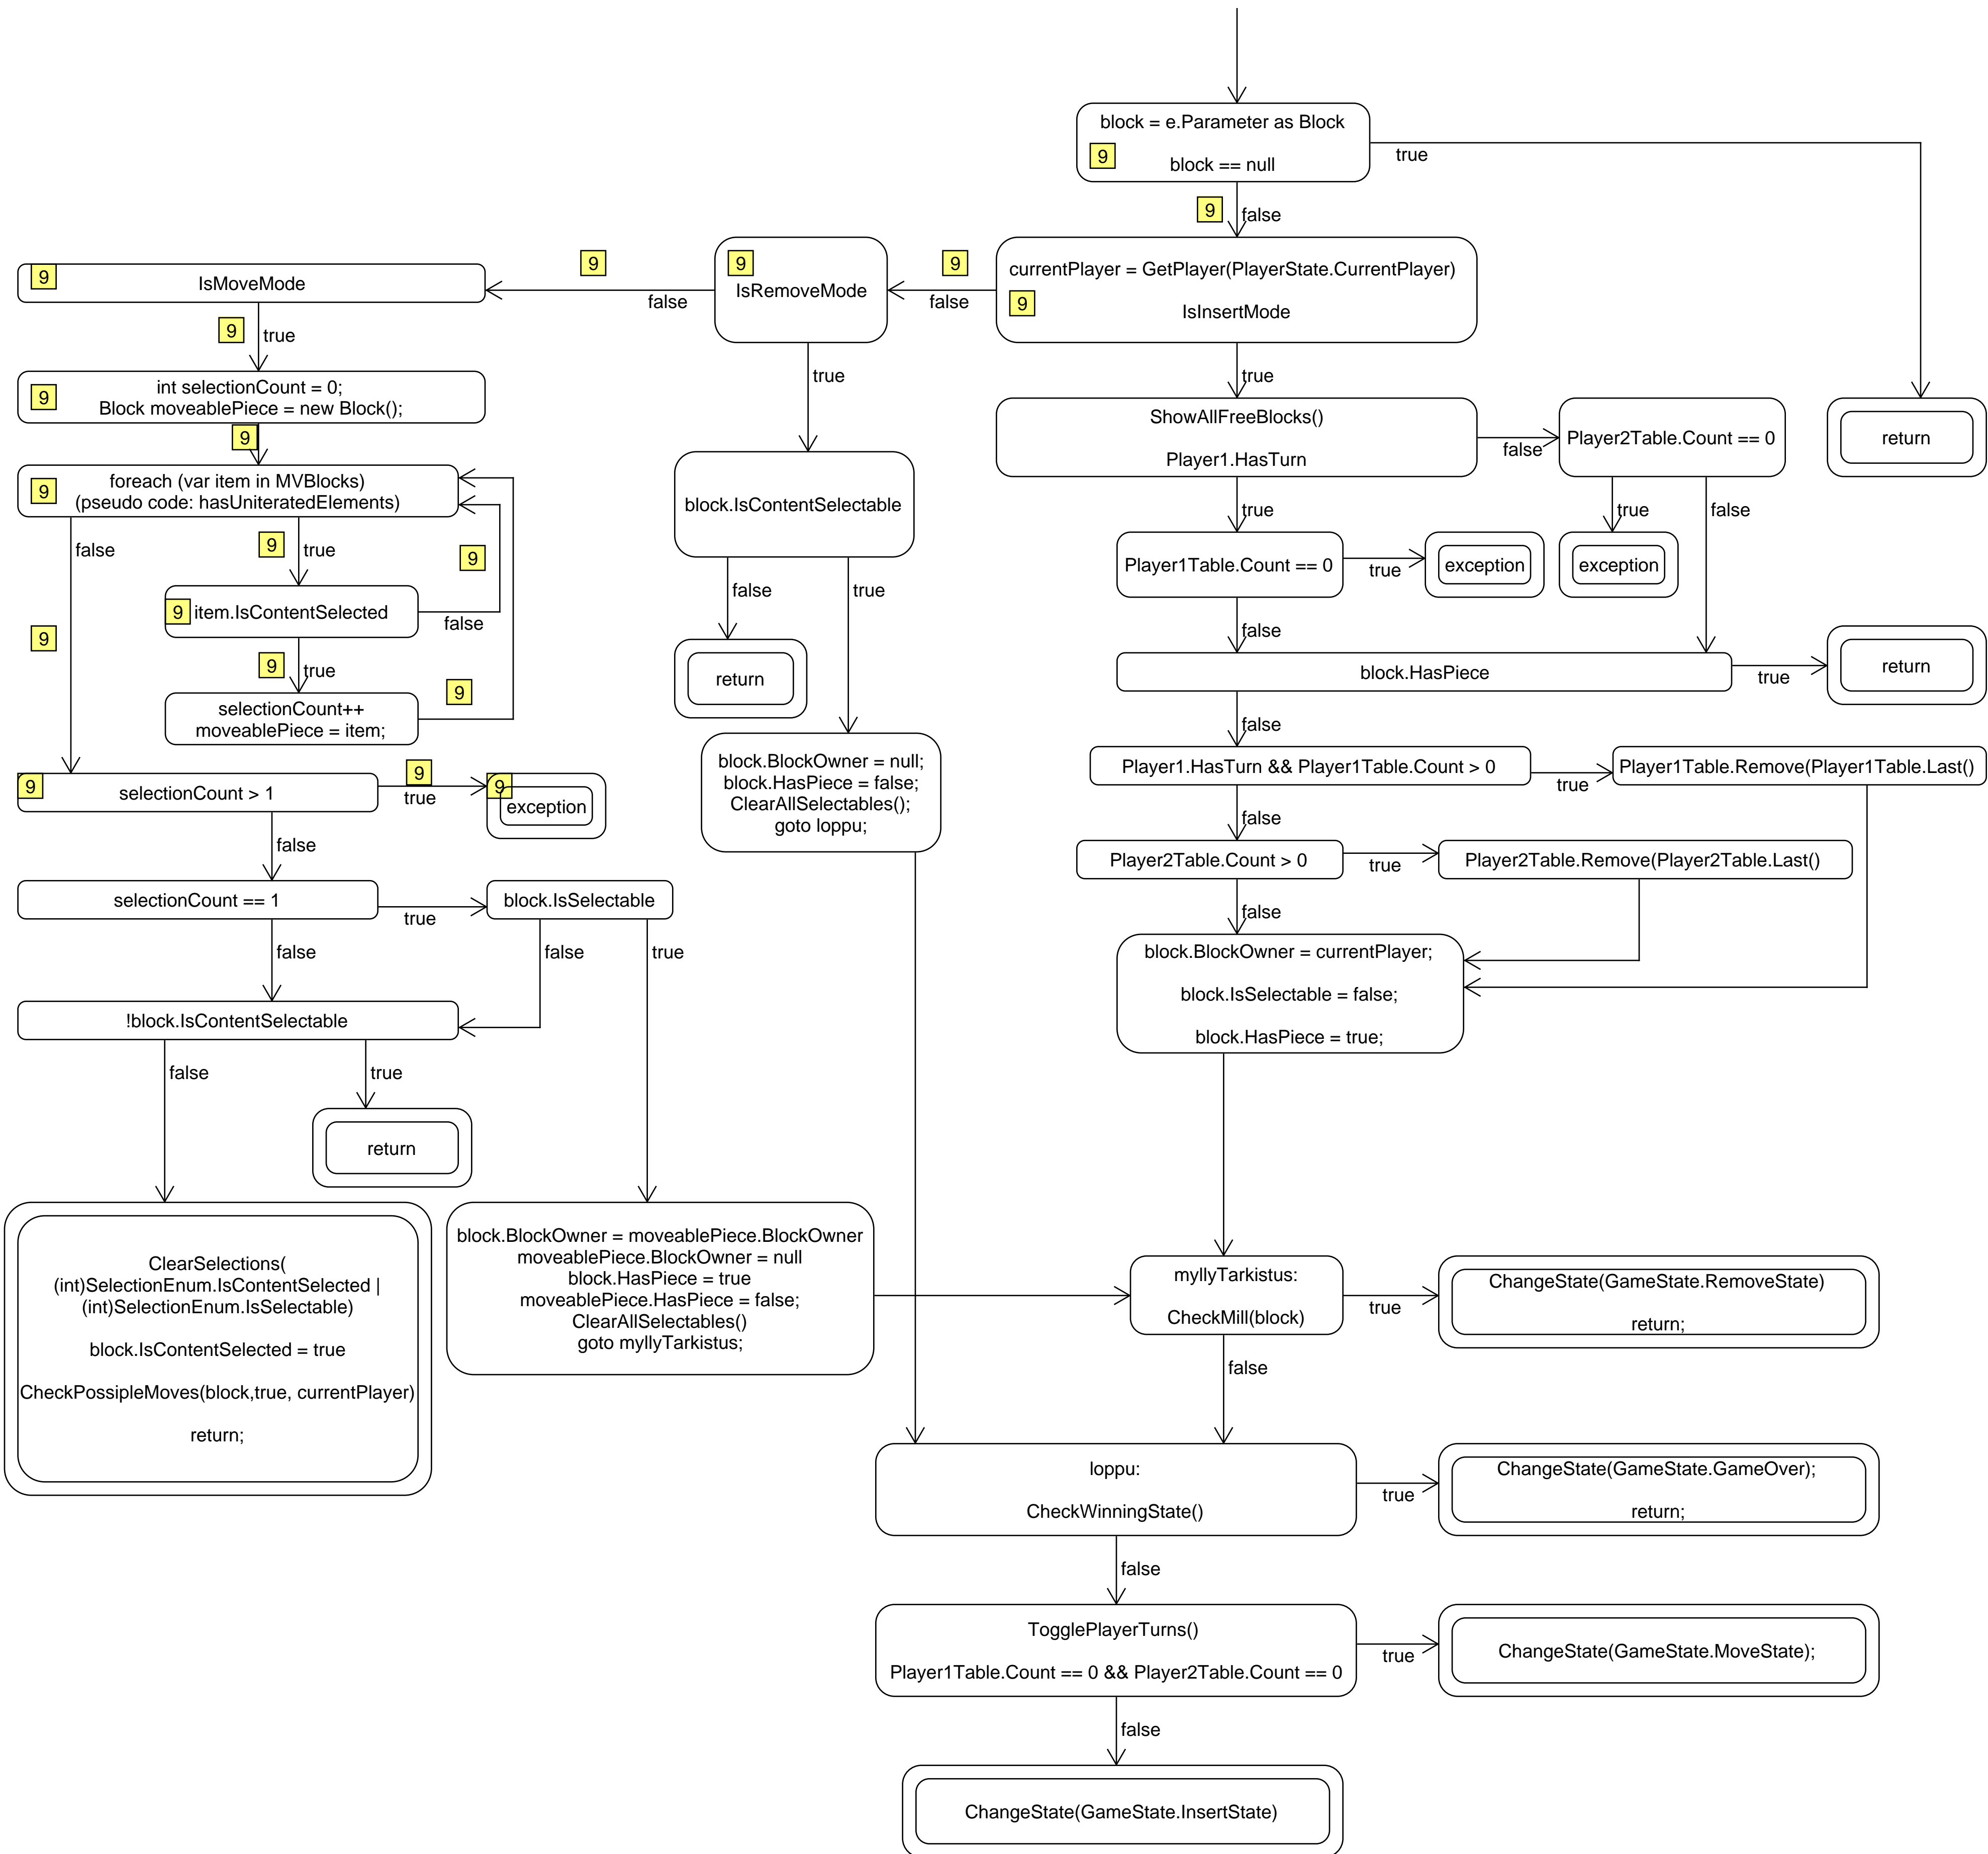 block = e.Parameter as Block
9
block == null
true
9
false
9
IsMoveMode
9
false
9
IsRemoveMode
9
false
currentPlayer = GetPlayer(PlayerState.CurrentPlayer)
9
IsInsertMode
9
true
true
true
9
int selectionCount = 0;
Block moveablePiece = new Block();
ShowAllFreeBlocks()
Player1.HasTurn
false
Player2Table.Count == 0
return
9
9
foreach (var item in MVBlocks)
(pseudo code: hasUniteratedElements)
block.IsContentSelectable
true
true
false
false
9
true
9
Player1Table.Count == 0
true
exception
exception
9
item.IsContentSelected
false
false
true
9
9
true
false
block.HasPiece
true
return
return
9
selectionCount++
moveablePiece = item;
false
block.BlockOwner = null;
block.HasPiece = false;
ClearAllSelectables();
goto loppu;
Player1.HasTurn && Player1Table.Count > 0
true
Player1Table.Remove(Player1Table.Last()
9
selectionCount > 1
9
true
9
exception
false
false
Player2Table.Count > 0
true
Player2Table.Remove(Player2Table.Last()
selectionCount == 1
true
block.IsSelectable
false
false
false
true
block.BlockOwner = currentPlayer;
block.IsSelectable = false;
block.HasPiece = true;
!block.IsContentSelectable
false
true
return
ClearSelections(
(int)SelectionEnum.IsContentSelected |
(int)SelectionEnum.IsSelectable)
block.IsContentSelected = true
CheckPossipleMoves(block,true, currentPlayer)
return;
block.BlockOwner = moveablePiece.BlockOwner
moveablePiece.BlockOwner = null
block.HasPiece = true
moveablePiece.HasPiece = false;
ClearAllSelectables()
goto myllyTarkistus;
myllyTarkistus:
CheckMill(block)
true
ChangeState(GameState.RemoveState)
return;
false
loppu:
CheckWinningState()
true
ChangeState(GameState.GameOver);
return;
false
TogglePlayerTurns()
Player1Table.Count == 0 && Player2Table.Count == 0
true
ChangeState(GameState.MoveState);
false
ChangeState(GameState.InsertState)